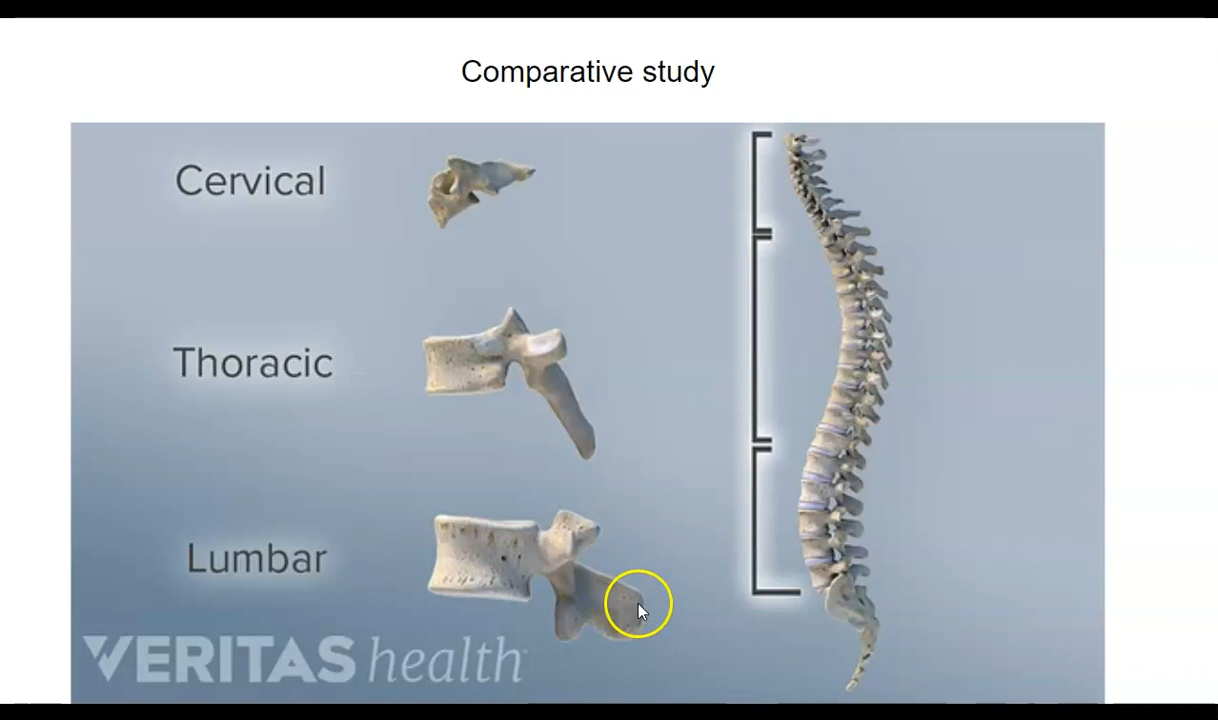 Comparative study
Cervical
Thoracic
Lumbar
VERITAS health